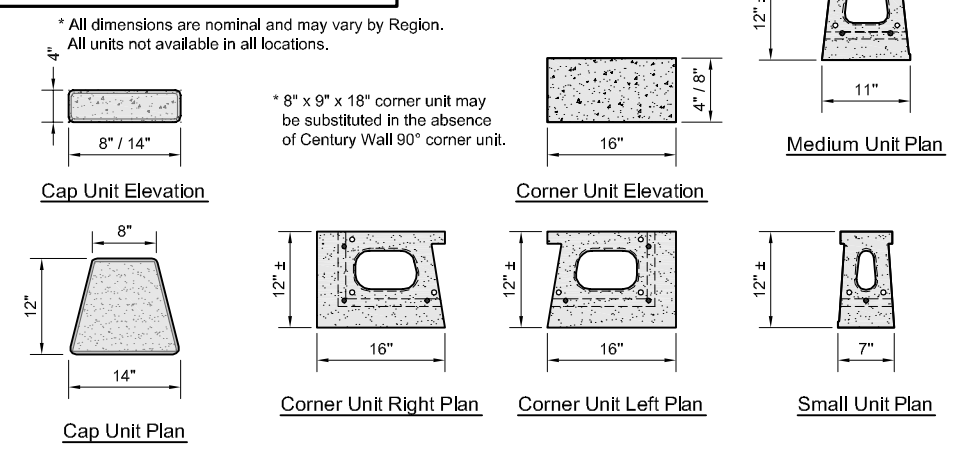 * All dimensions are nominal and may vary by Region.
All units not available in all locations.
4"
8" / 14"
Cap Unit Elevation
* 8" x 9" x 18" corner unit may
be substituted in the absence
of Century Wall 90° corner unit.
4" / 8"
16"
Corner Unit Elevation
12" ±
11"
Medium Unit Plan
8"
12"
14"
Cap Unit Plan
12" ±
16"
Corner Unit Right Plan
12" ±
16"
Corner Unit Left Plan
12" ±
7"
Small Unit Plan